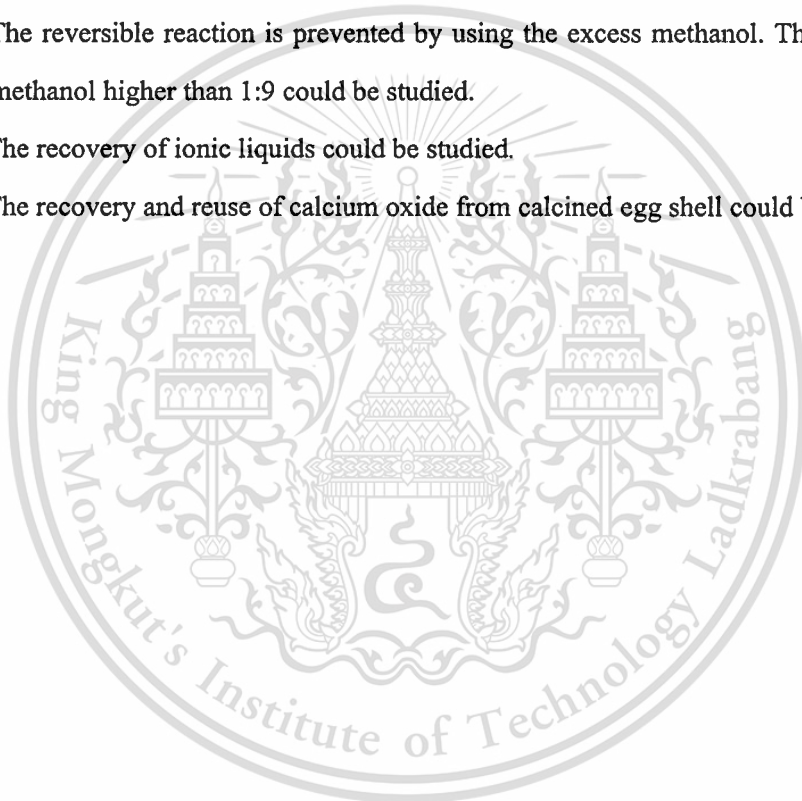 The reversible reaction is prevented by using the excess methanol. Th
methanol higher than 1:9 could be studied.
The recovery of ionic liquids could be studied.
The recovery and reuse of calcium oxide from calcined egg shell could
King Mongkut's Institute of Technology Ladkrabang